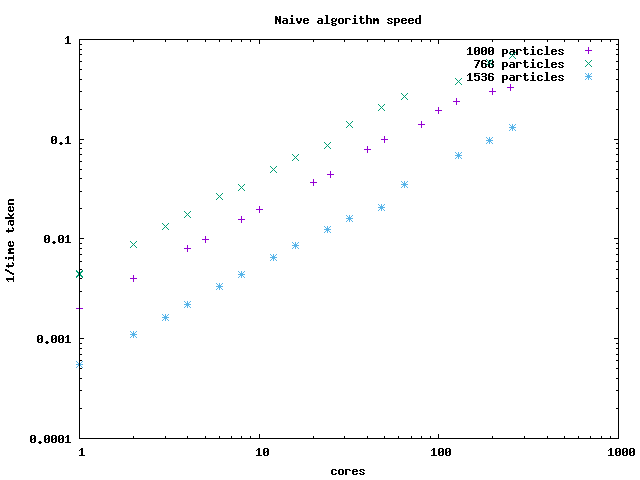 Naive algorithm speed
1
0.1
0.01
0.001
0.0001
1/time taken
1000 particles
768 particles
1536 particles
1 10 100 1000
cores